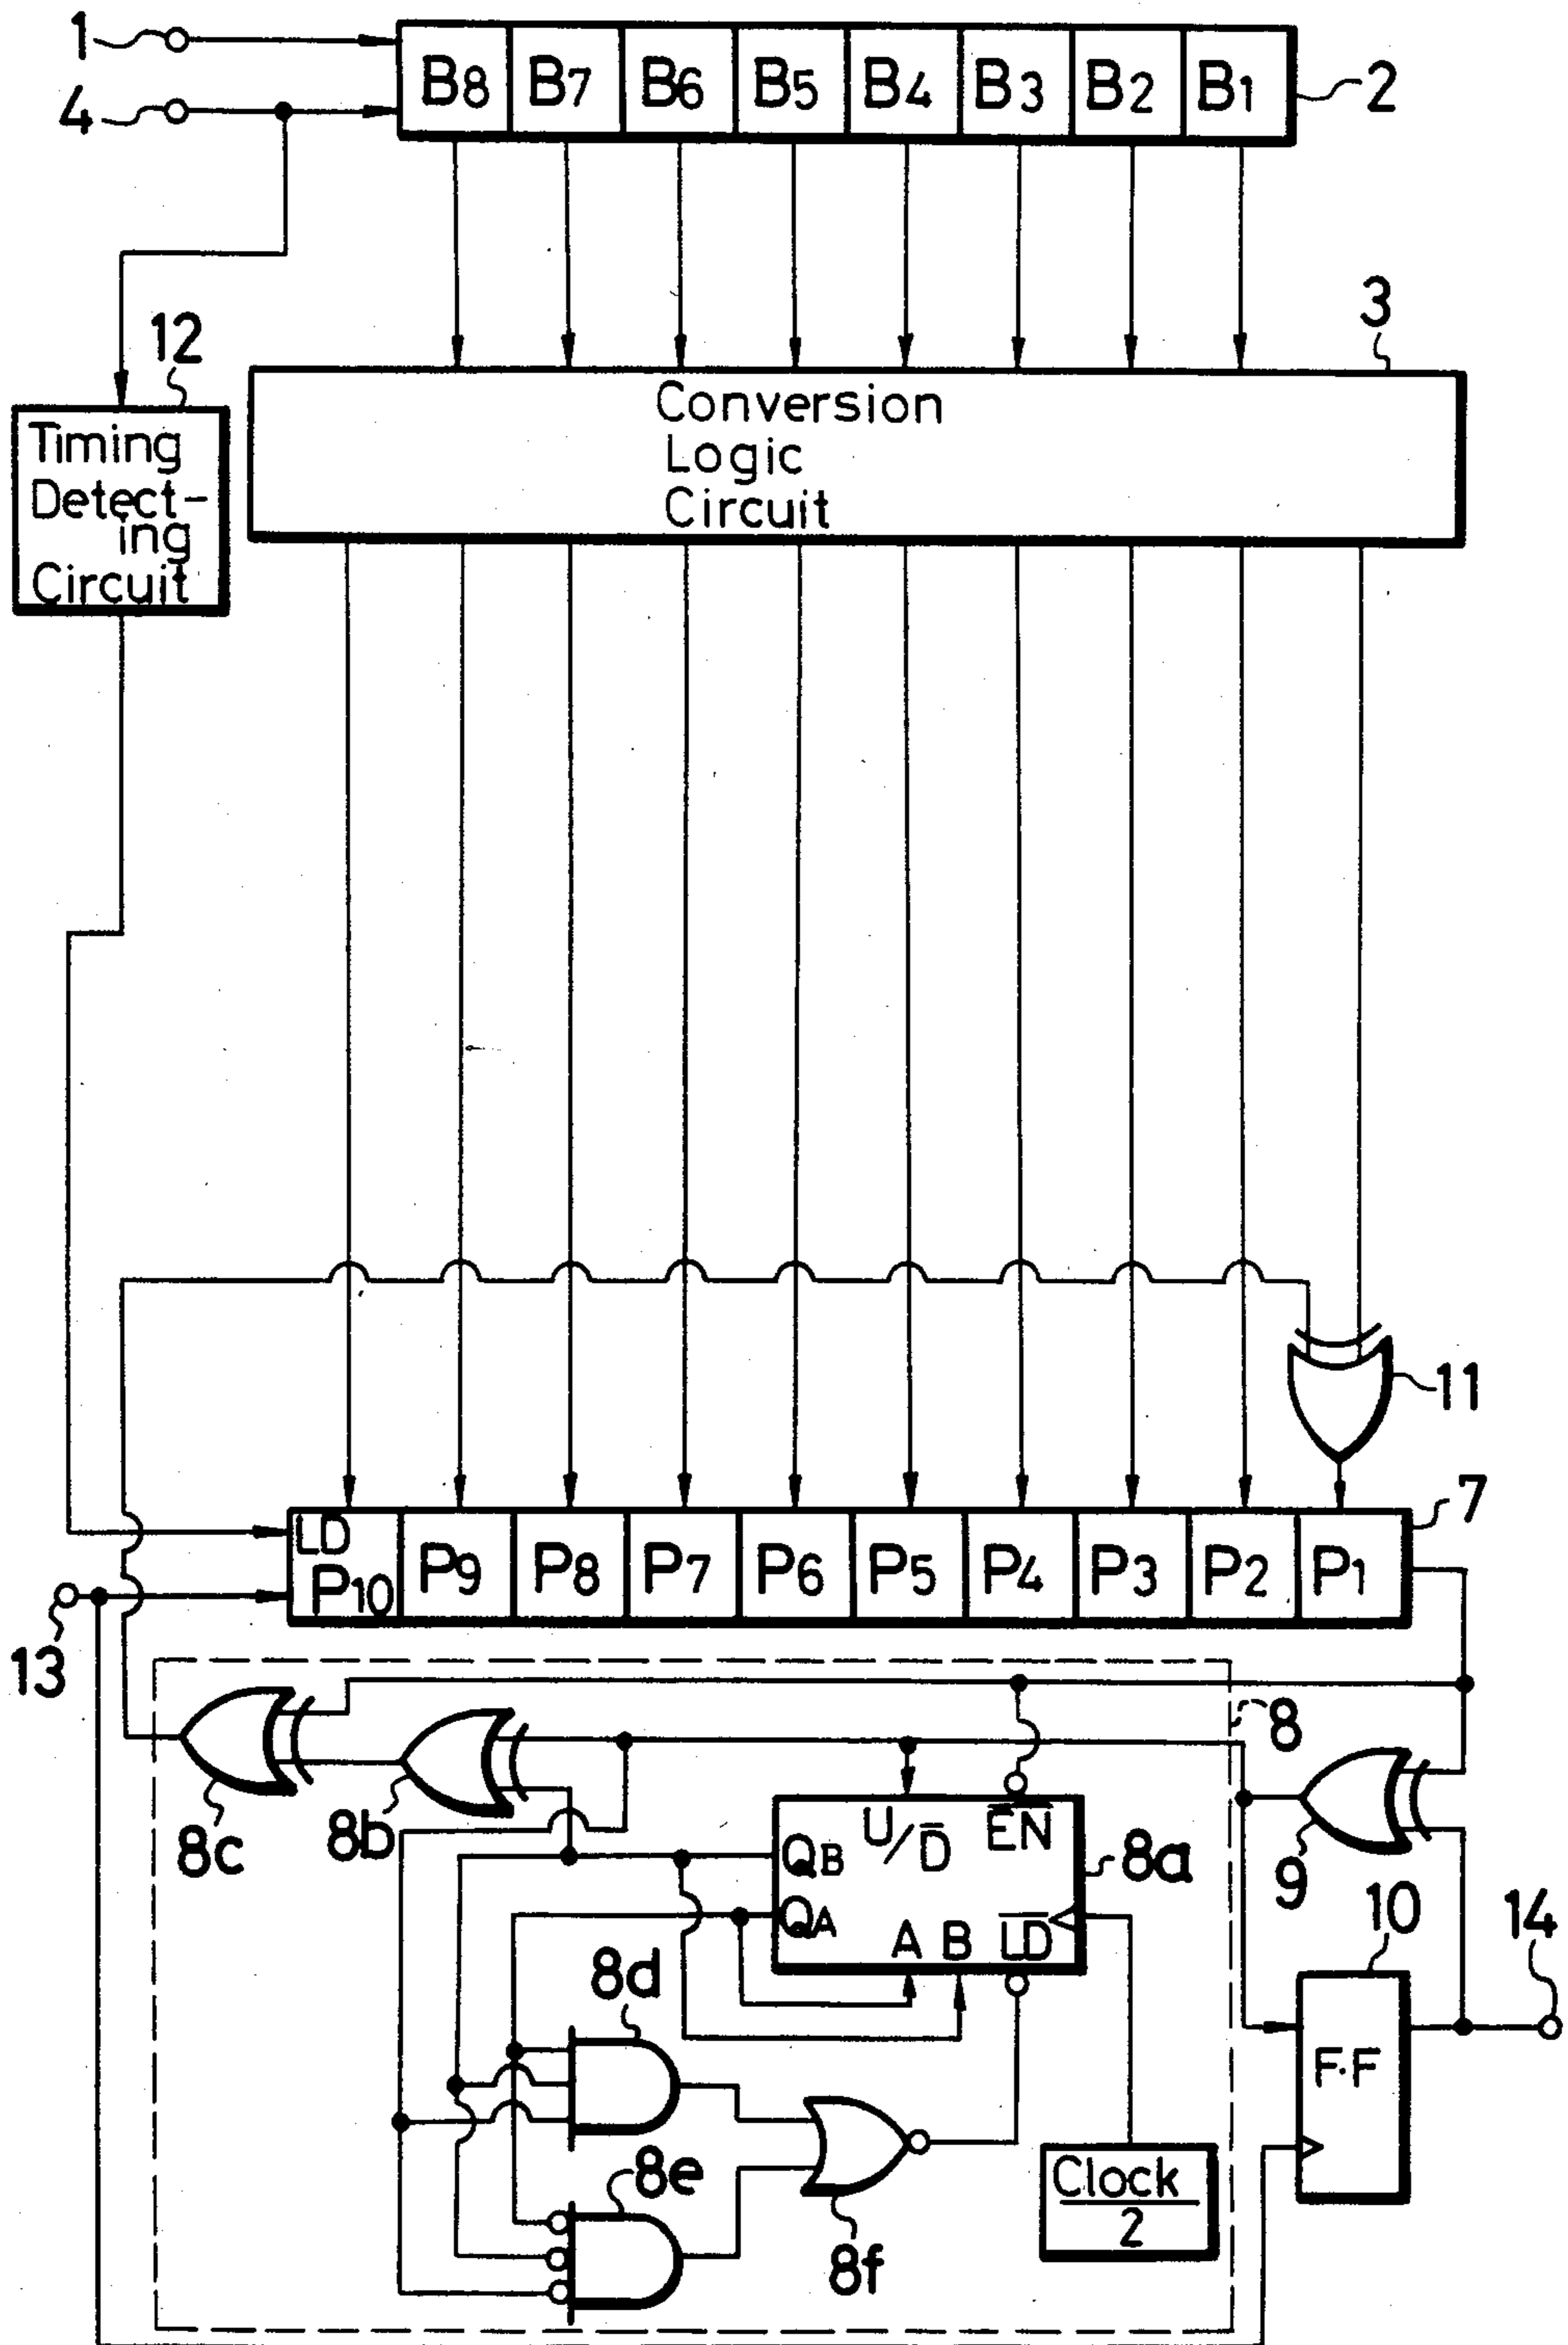 1
4
B8 B7 B6 B5 B4 B3 B2 B1
2
12
3
Timing
Detect-
ing
Circuit
Conversion
Logic
Circuit
11
7
LD
P10 P9 P8 P7 P6 P5 P4 P3 P2 P1
13
8
8c
8b
U/D̅
E̅N̅
QB
QA
A B L̅D̅
8a
9
10
14
8d
F·F
8e
8f
Clock
2